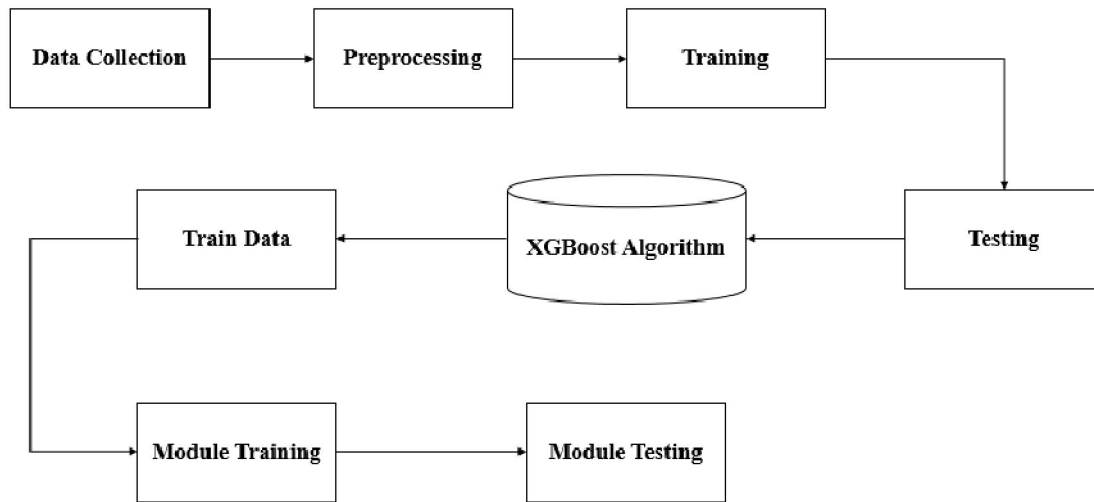 Data Collection
Preprocessing
Training
Testing
XGBoost Algorithm
Train Data
Module Training
Module Testing